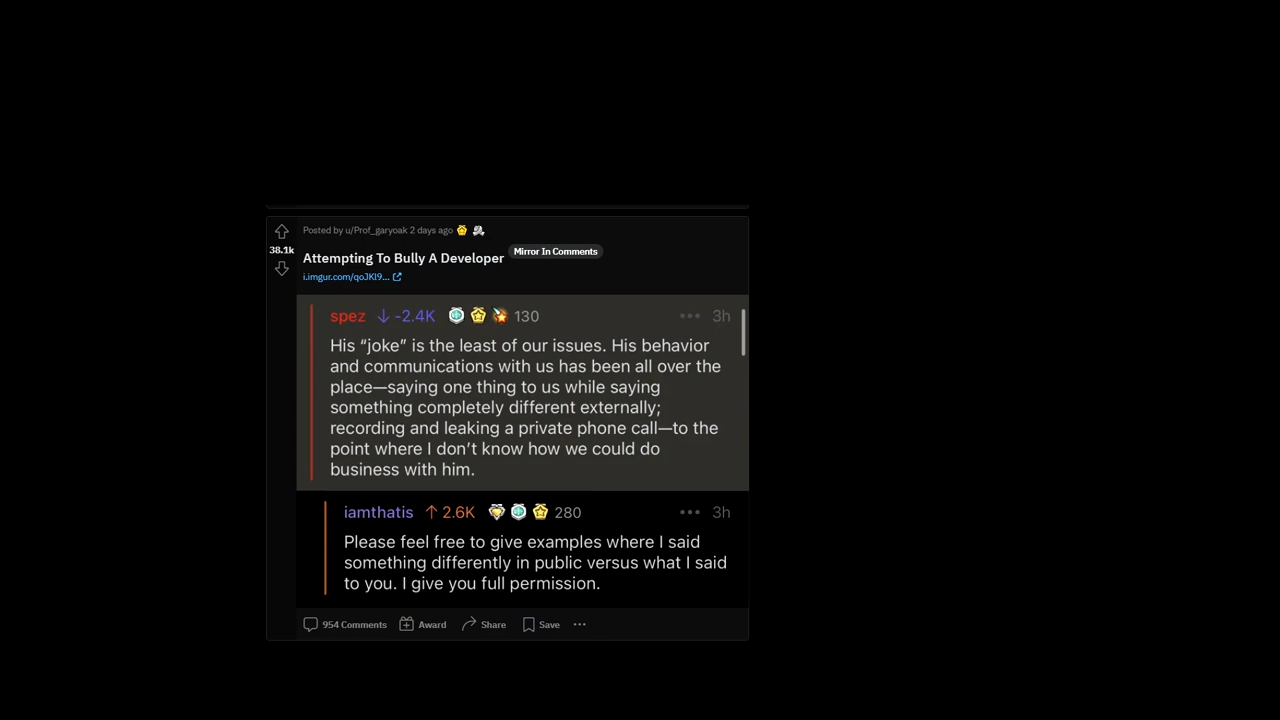 Posted by u/Prof_garyoak 2 days ago
38.1k
Attempting To Bully A Developer Mirror In Comments
i.imgur.com/qoJKl9...
spez -2.4K 130 ••• 3h
His “joke” is the least of our issues. His behavior
and communications with us has been all over the
place—saying one thing to us while saying
something completely different externally;
recording and leaking a private phone call—to the
point where I don’t know how we could do
business with him.
iamthatis 2.6K 280 ••• 3h
Please feel free to give examples where I said
something differently in public versus what I said
to you. I give you full permission.
954 Comments Award Share Save •••